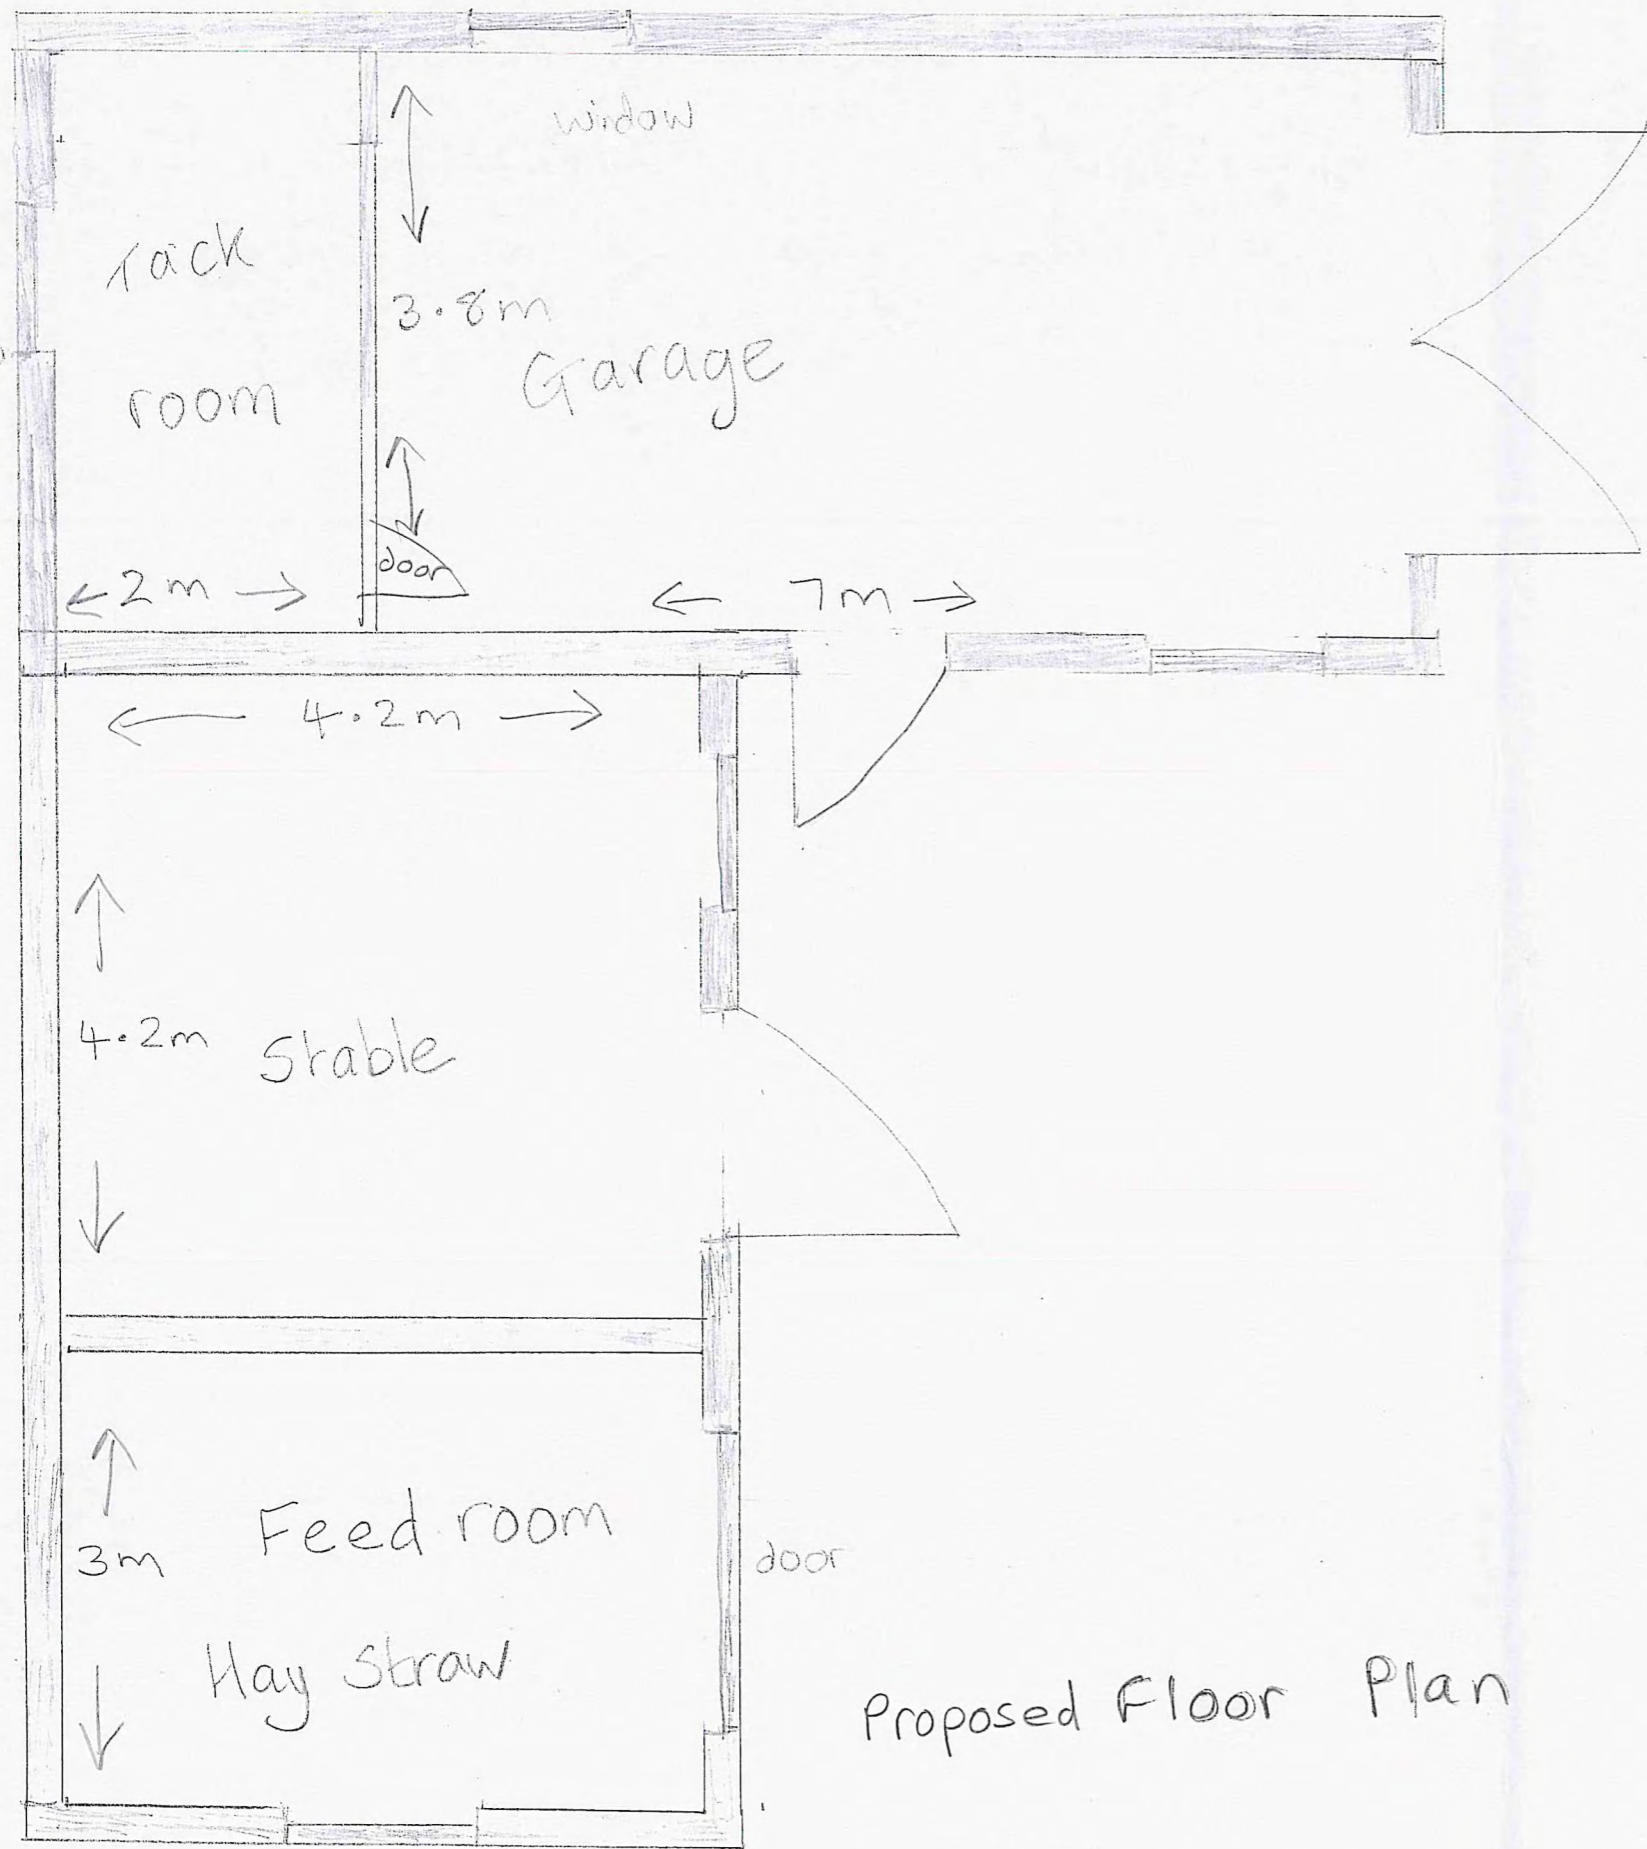 window
Tack
room
3.8m
Garage
door
2m
7m
4.2m
4.2m
Stable
Feed room
3m
Hay Straw
door
Proposed Floor Plan